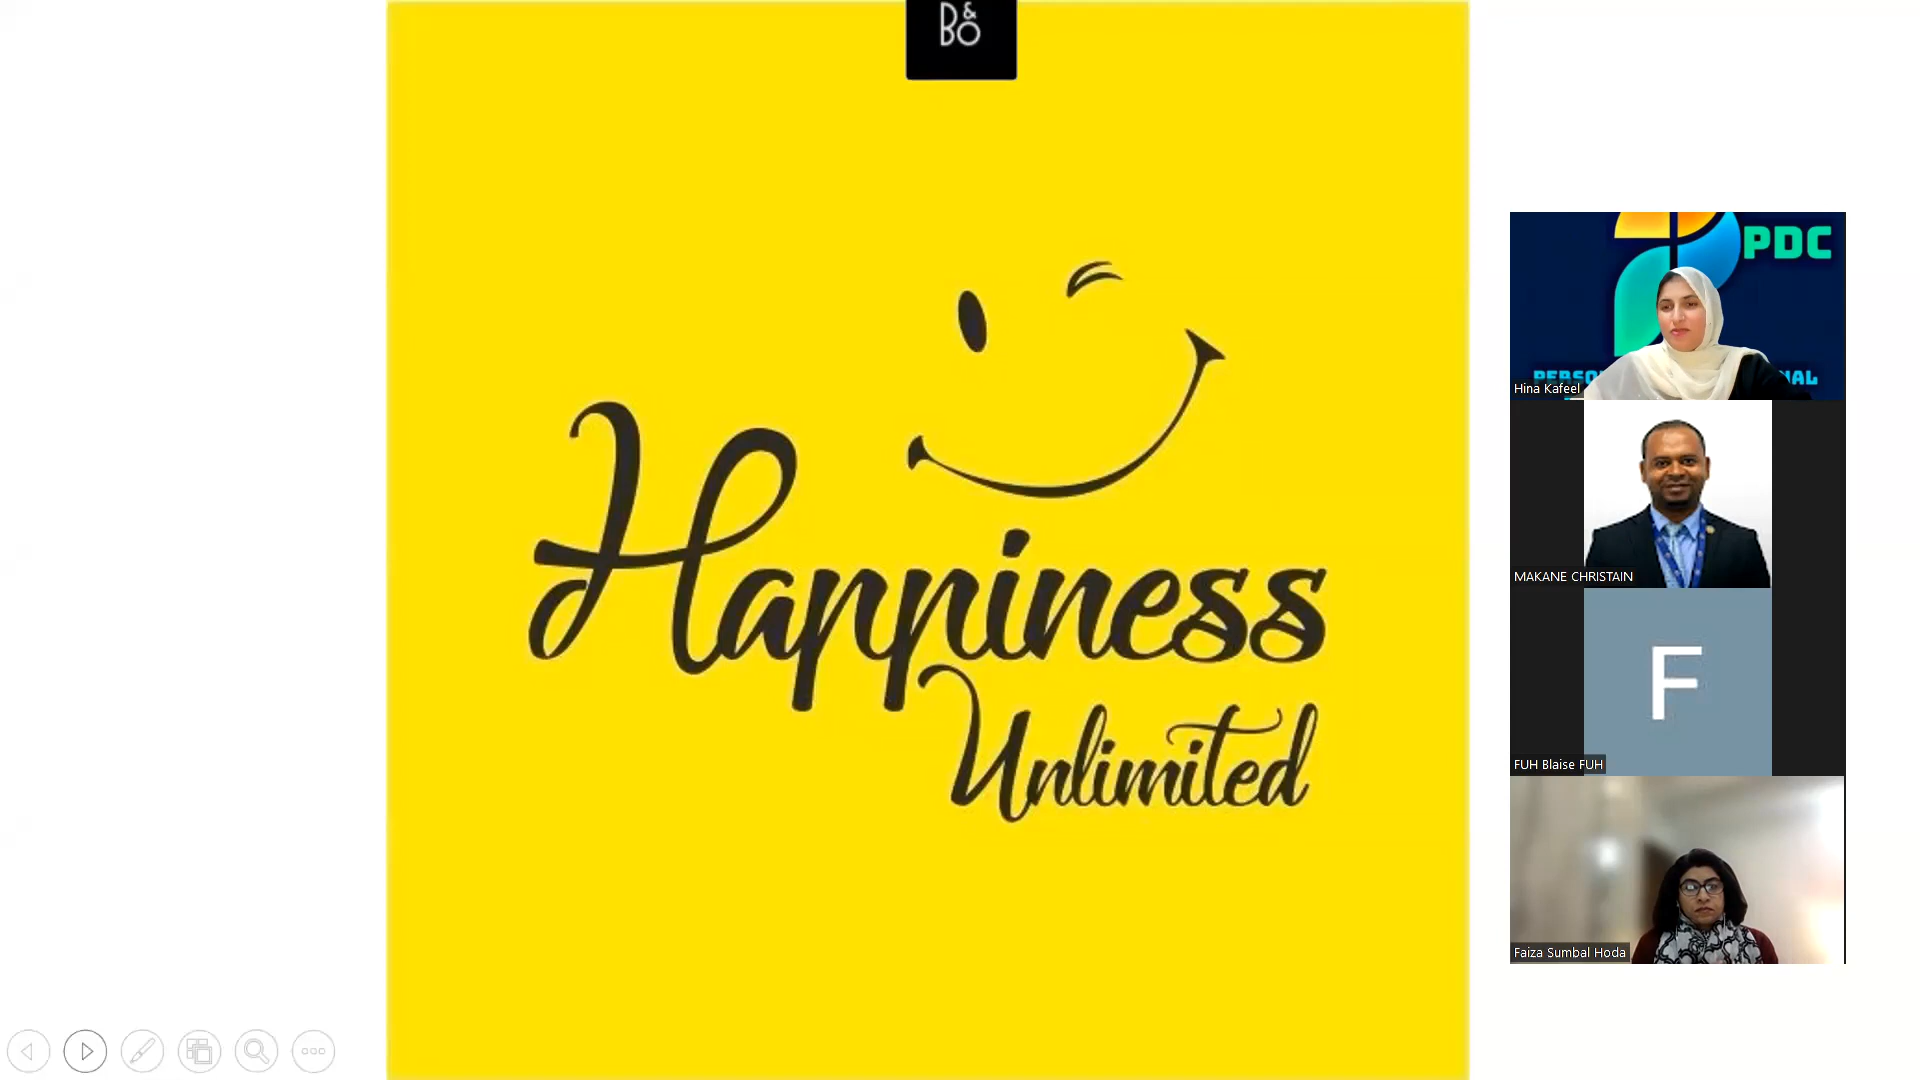 B&O
Happiness
Unlimited
PDC
Hina Kafeel
MAKANE CHRISTAIN
F
FUH Blaise FUH
Faiza Sumbal Hoda